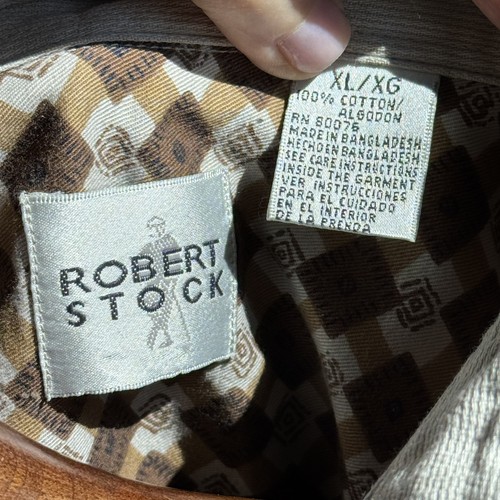 ROBERT
STOCK
XL/XG
100% COTTON/
ALGODON
RN 80076
MADE IN BANGLADESH
HECHO EN BANGLADESH
SEE CARE INSTRUCTIONS
INSIDE THE GARMENT
VER INSTRUCCIONES
PARA EL CUIDADO
EN EL INTERIOR
DE LA PRENDA